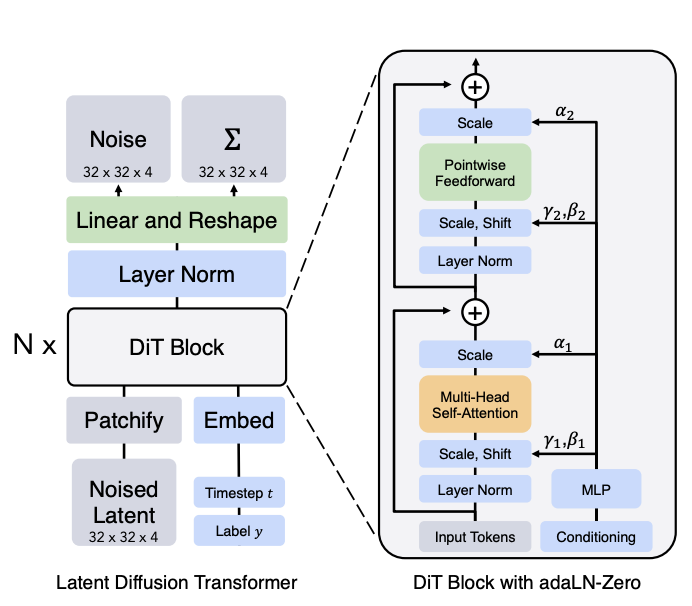 Noise
32 x 32 x 4
Σ
32 x 32 x 4
Linear and Reshape
Layer Norm
N x
DiT Block
Patchify
Embed
Noised
Latent
32 x 32 x 4
Timestep t
Label y
Latent Diffusion Transformer
Scale
α₂
Pointwise
Feedforward
Scale, Shift
γ₂,β₂
Layer Norm
Scale
α₁
Multi-Head
Self-Attention
Scale, Shift
γ₁,β₁
Layer Norm
MLP
Input Tokens
Conditioning
DiT Block with adaLN-Zero